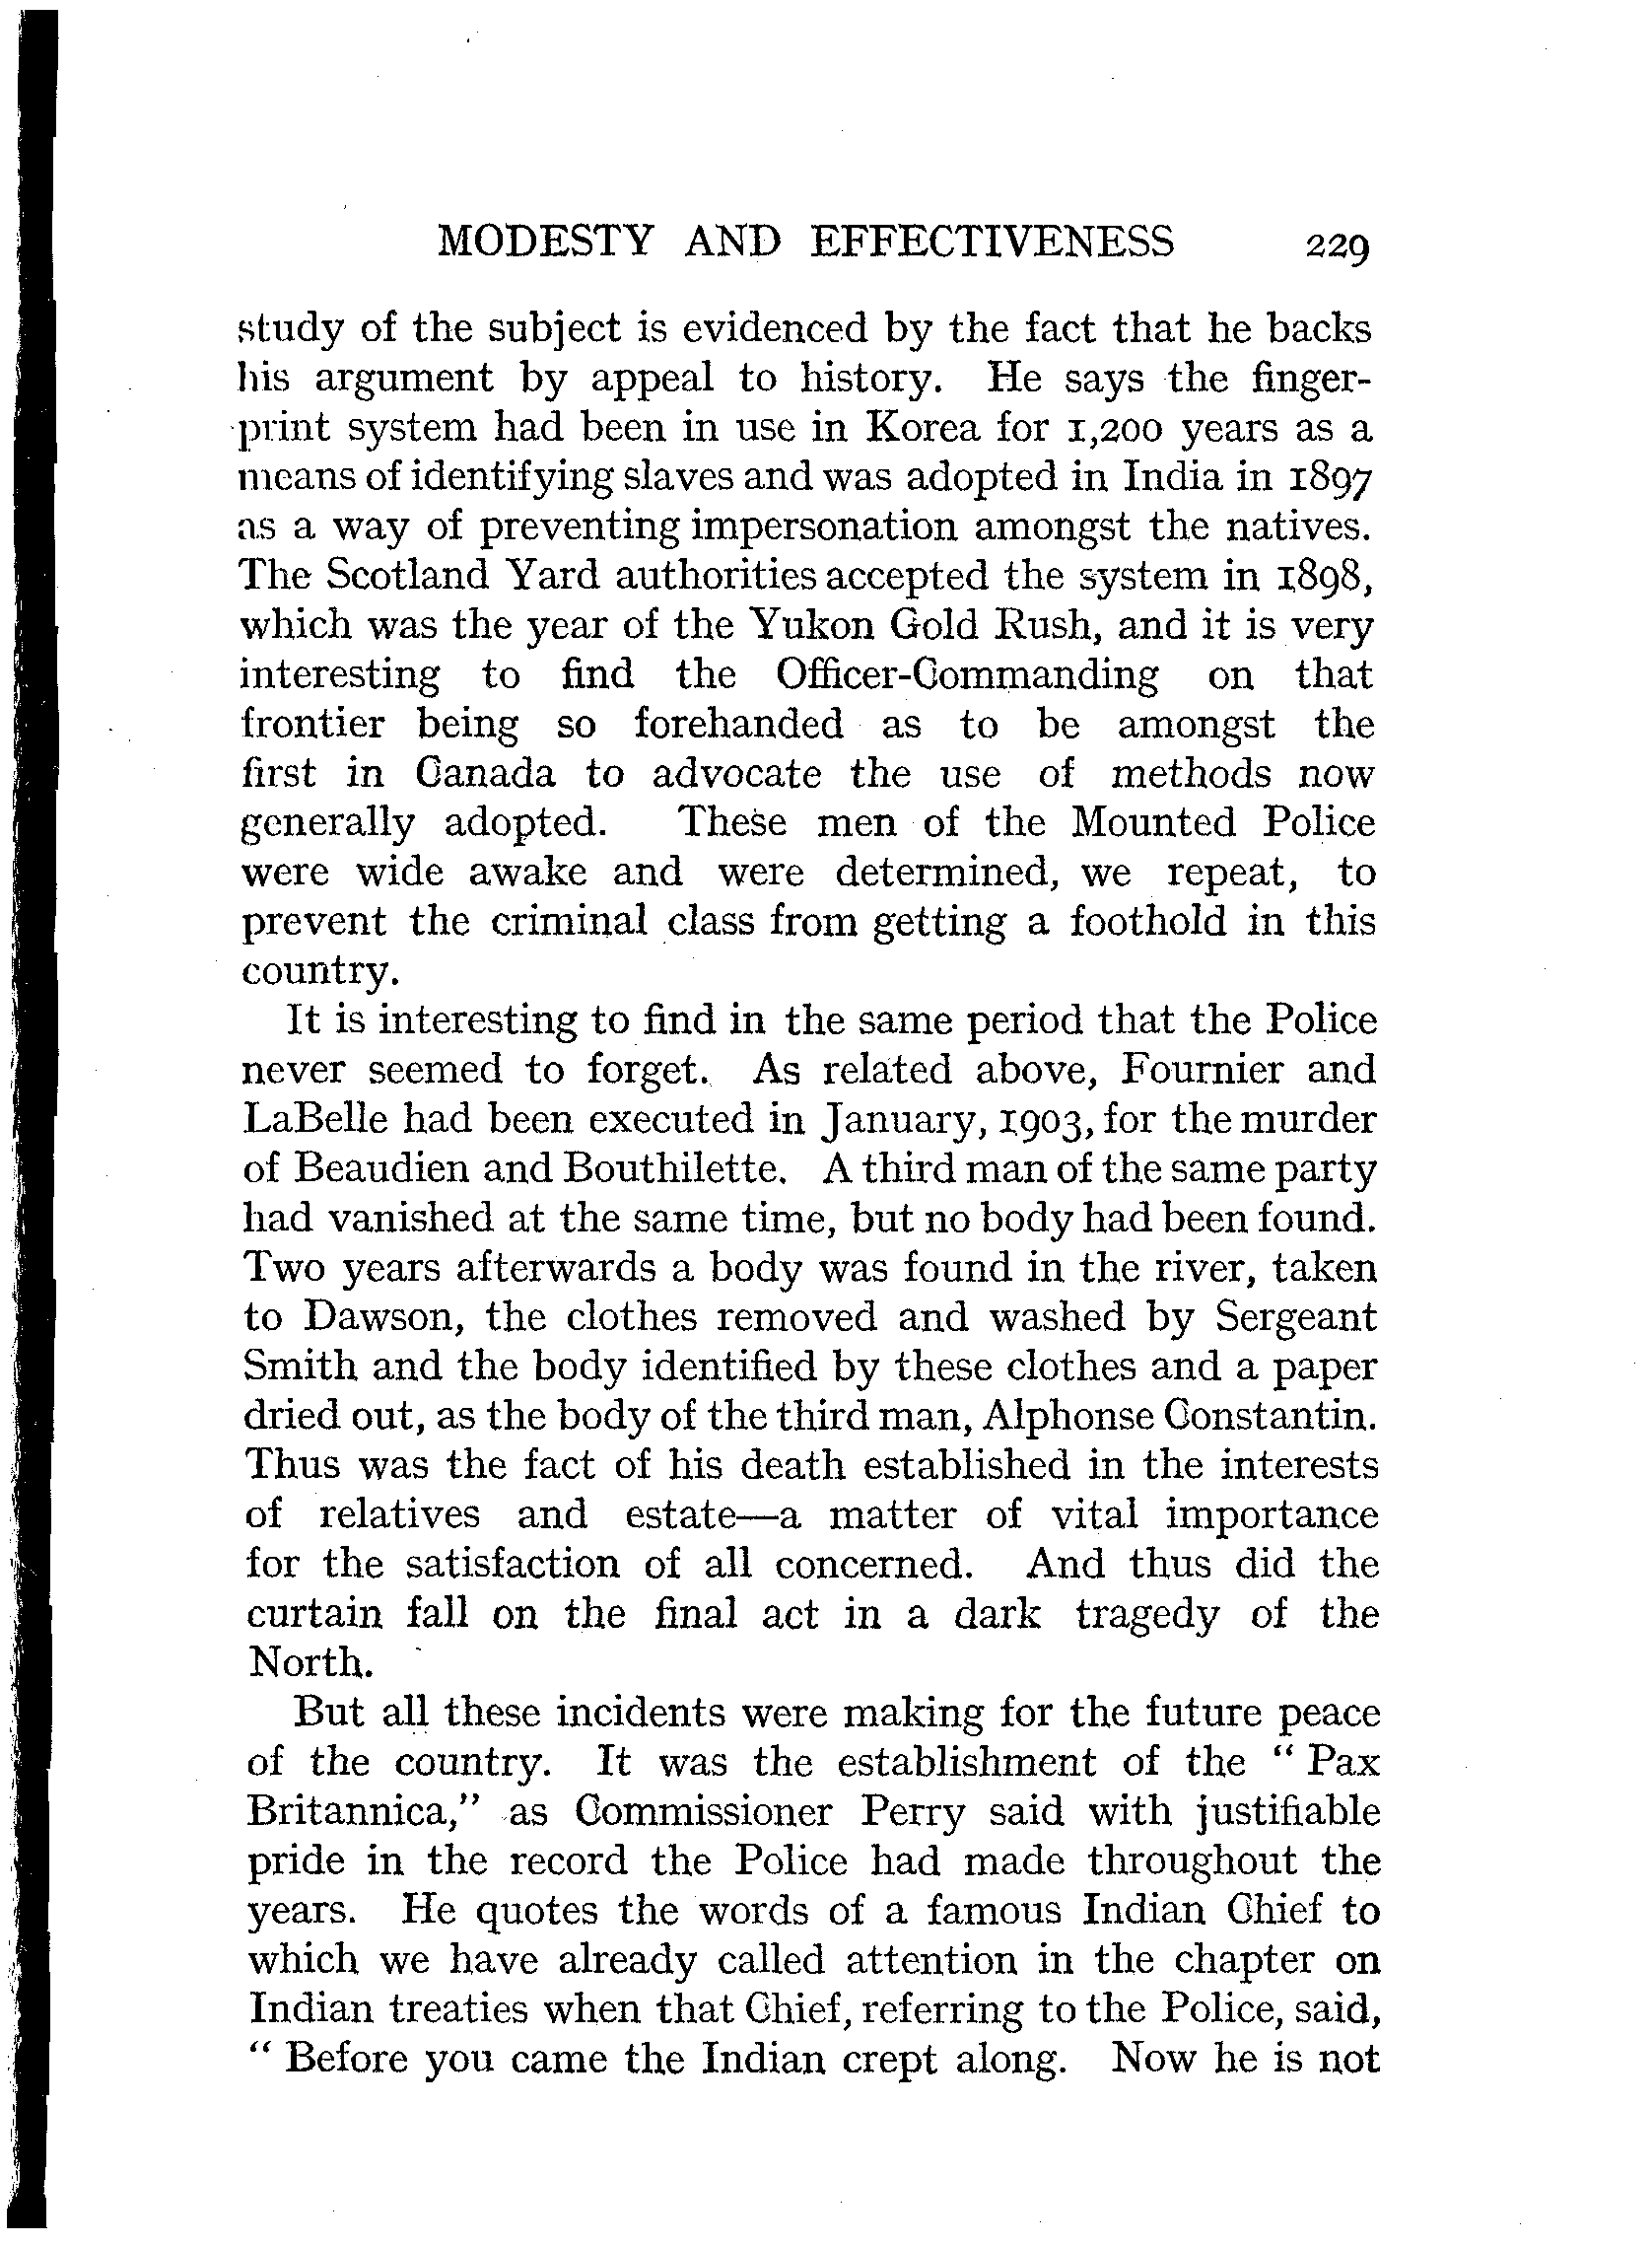 MODESTY AND EFFECTIVENESS 229
study of the subject is evidenced by the fact that he backs
his argument by appeal to history. He says the finger-
print system had been in use in Korea for 1,200 years as a
means of identifying slaves and was adopted in India in 1897
as a way of preventing impersonation amongst the natives.
The Scotland Yard authorities accepted the system in 1898,
which was the year of the Yukon Gold Rush, and it is very
interesting to find the Officer-Commanding on that
frontier being so forehanded as to be amongst the
first in Canada to advocate the use of methods now
generally adopted. These men of the Mounted Police
were wide awake and were determined, we repeat, to
prevent the criminal class from getting a foothold in this
country.
It is interesting to find in the same period that the Police
never seemed to forget. As related above, Fournier and
LaBelle had been executed in January, 1903, for the murder
of Beaudien and Bouthilette. A third man of the same party
had vanished at the same time, but no body had been found.
Two years afterwards a body was found in the river, taken
to Dawson, the clothes removed and washed by Sergeant
Smith and the body identified by these clothes and a paper
dried out, as the body of the third man, Alphonse Constantin.
Thus was the fact of his death established in the interests
of relatives and estate—a matter of vital importance
for the satisfaction of all concerned. And thus did the
curtain fall on the final act in a dark tragedy of the
North.
But all these incidents were making for the future peace
of the country. It was the establishment of the " Pax
Britannica," as Commissioner Perry said with justifiable
pride in the record the Police had made throughout the
years. He quotes the words of a famous Indian Chief to
which we have already called attention in the chapter on
Indian treaties when that Chief, referring to the Police, said,
" Before you came the Indian crept along. Now he is not